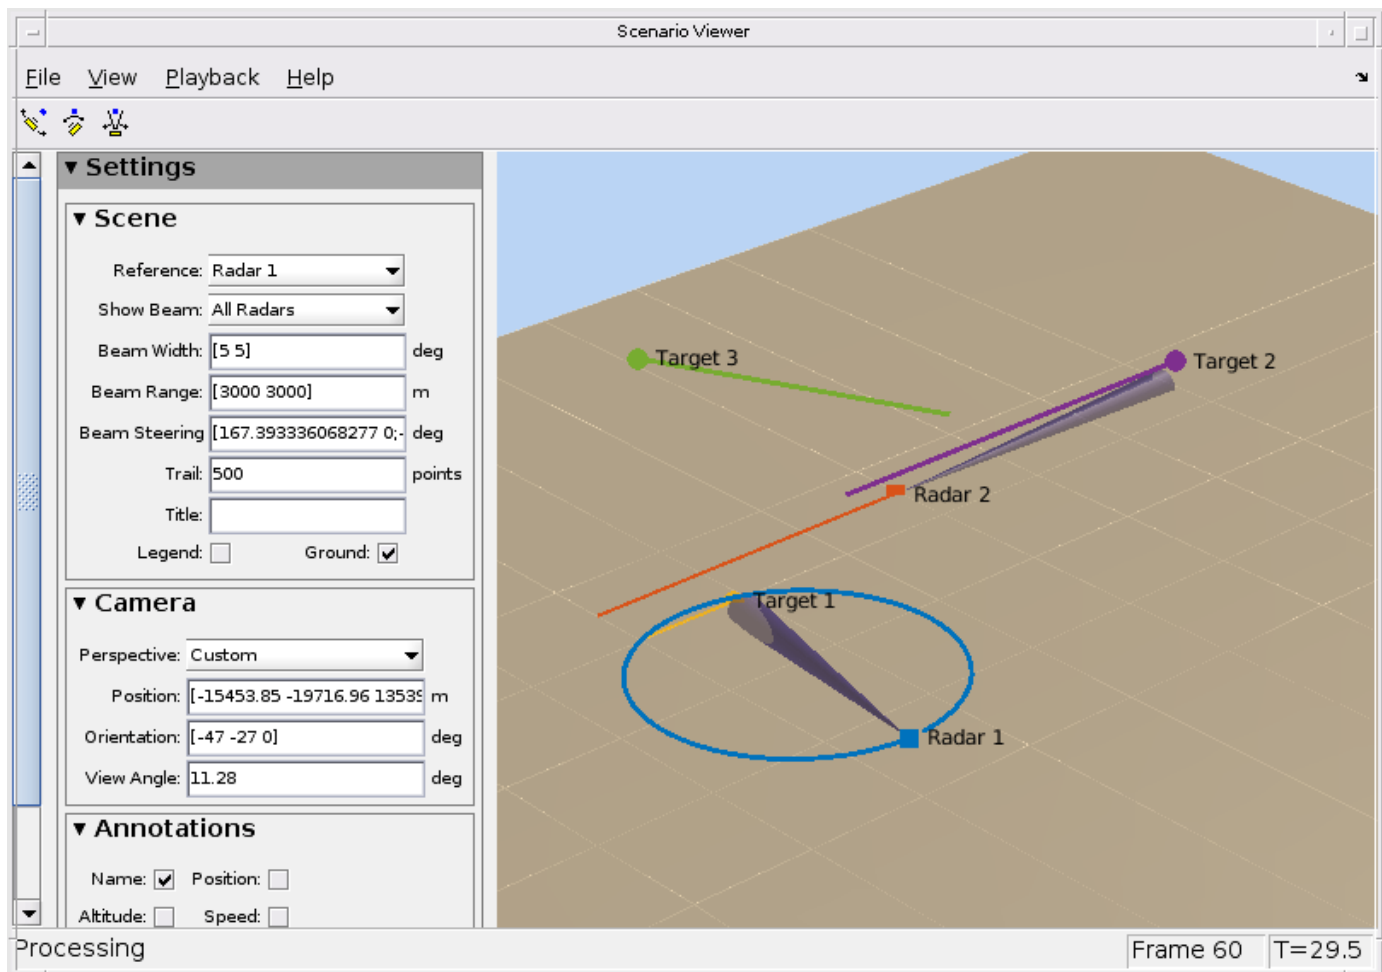 Scenario Viewer
File View Playback Help
▼ Settings
▼ Scene
Reference: Radar 1
Show Beam: All Radars
Beam Width: [5 5] deg
Beam Range: [3000 3000] m
Beam Steering [167.393336068277 0;- deg
Trail: 500 points
Title:
Legend: Ground:
▼ Camera
Perspective: Custom
Position: [-15453.85 -19716.96 13539 m
Orientation: [-47 -27 0] deg
View Angle: 11.28 deg
▼ Annotations
Name: Position:
Altitude: Speed:
Target 3
Target 2
Radar 2
Target 1
Radar 1
Processing
Frame 60 T=29.5